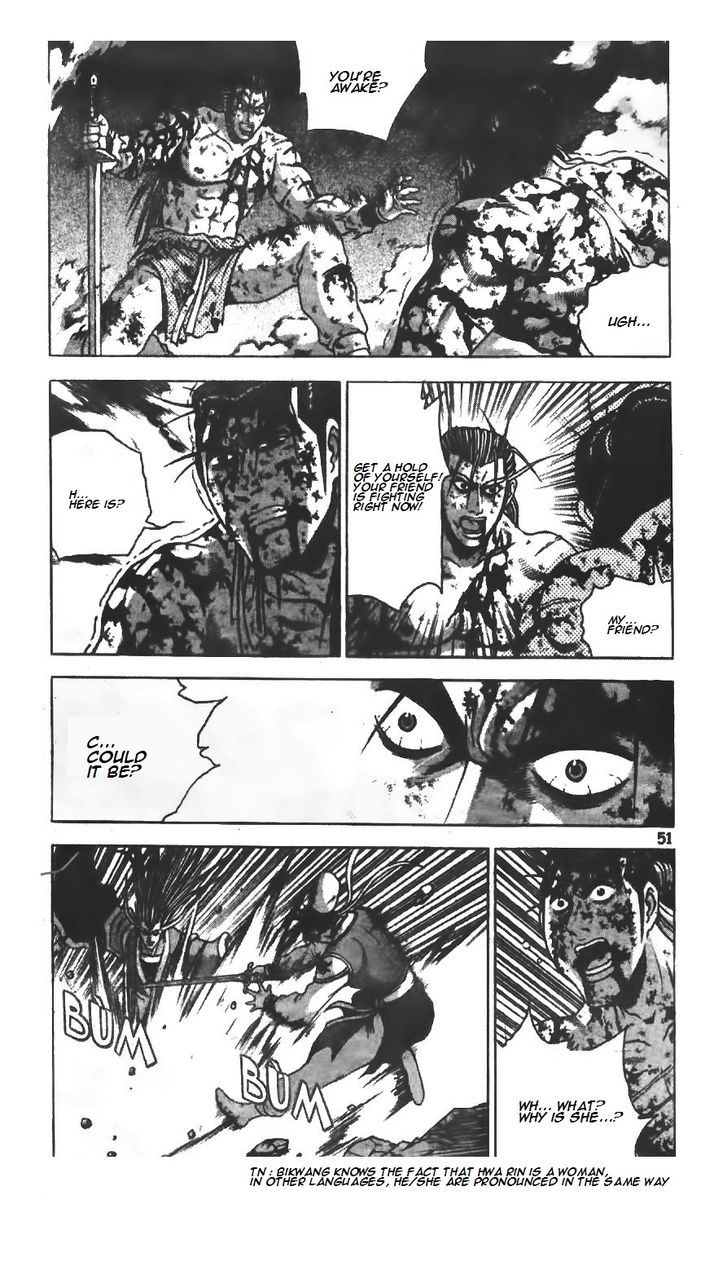 YOU'RE
AWAKE?
UGH...
H...
HERE IS?
GET A HOLD
OF YOURSELF!
YOUR FRIEND
IS FIGHTING
RIGHT NOW!
MY...
FRIEND?
C...
COULD
IT BE?
51
BUM
BUM
WH... WHAT?
WHY IS SHE...?
TN : BIKWANG KNOWS THE FACT THAT HWA RIN IS A WOMAN,
IN OTHER LANGUAGES, HE/SHE ARE PRONOUNCED IN THE SAME WAY